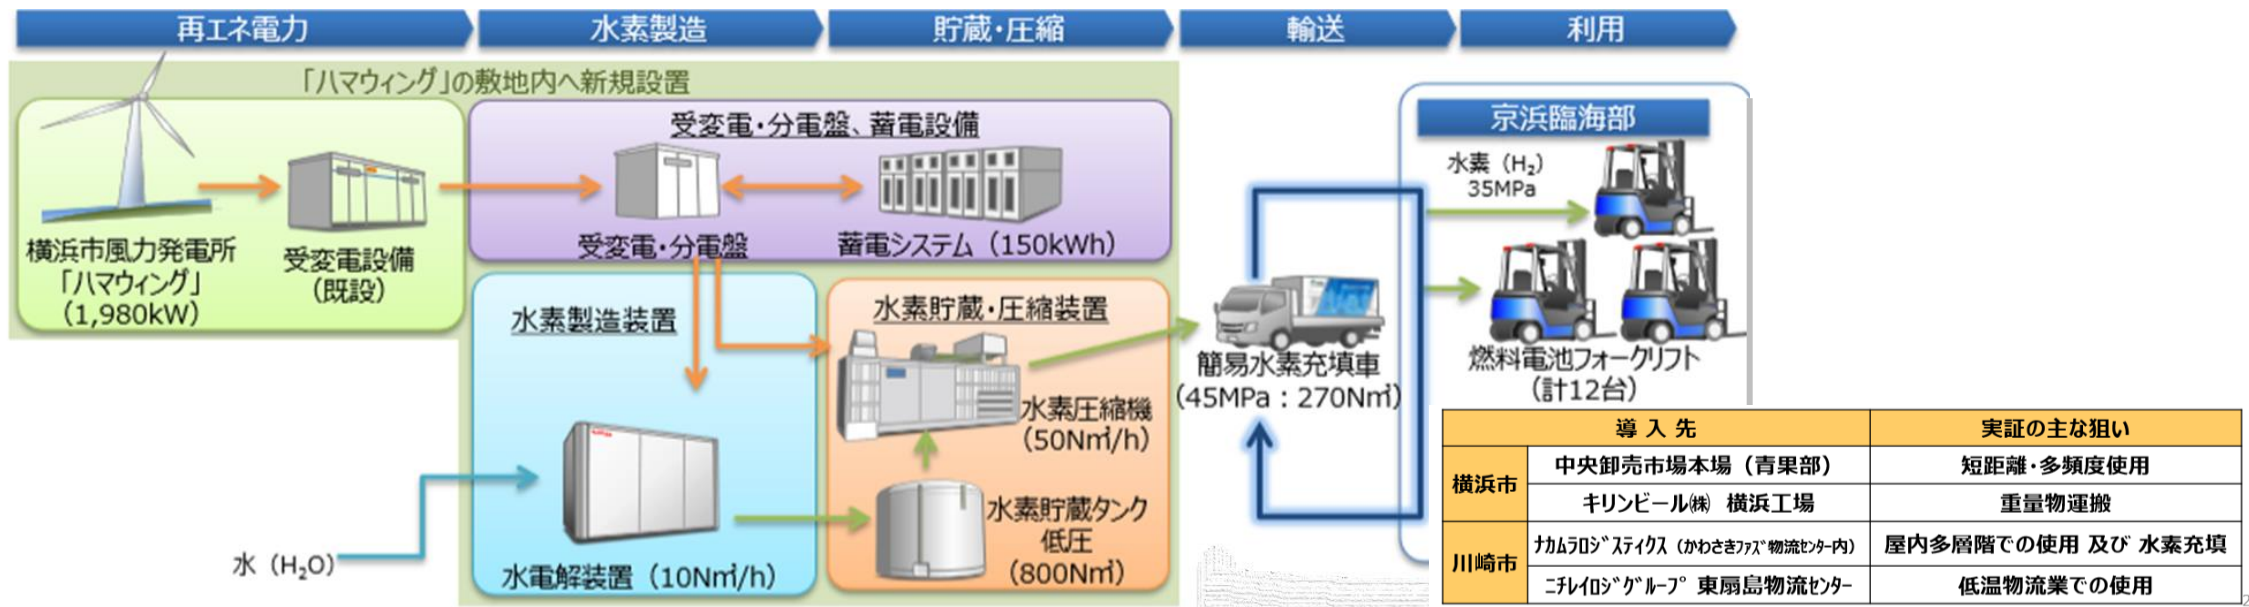 再エネ電力
水素製造
貯蔵・圧縮
輸送
利用
「ハマウィング」の敷地内へ新規設置
横浜市風力発電所
「ハマウィング」
(1,980kW)
受変電設備
(既設)
受変電・分電盤、蓄電設備
受変電・分電盤
蓄電システム（150kWh）
水素製造装置
水（H₂O）
水電解装置（10N㎥/h）
水素貯蔵・圧縮装置
水素圧縮機
(50N㎥/h)
水素貯蔵タンク
低圧
(800N㎥)
簡易水素充填車
(45MPa：270N㎥)
京浜臨海部
水素（H₂）
35MPa
燃料電池フォークリフト
(計12台)
導入先 実証の主な狙い
横浜市
中央卸売市場本場（青果部） 短距離・多頻度使用
キリンビール㈱ 横浜工場 重量物運搬
川崎市
ﾅｶﾑﾗﾛｼﾞｽﾃｨｸｽ（かわさきﾌｧｽﾞ物流ｾﾝﾀｰ内） 屋内多層階での使用 及び 水素充填
ﾆﾁﾚｲﾛｼﾞｸﾞﾙｰﾌﾟ 東扇島物流ｾﾝﾀｰ 低温物流業での使用
2